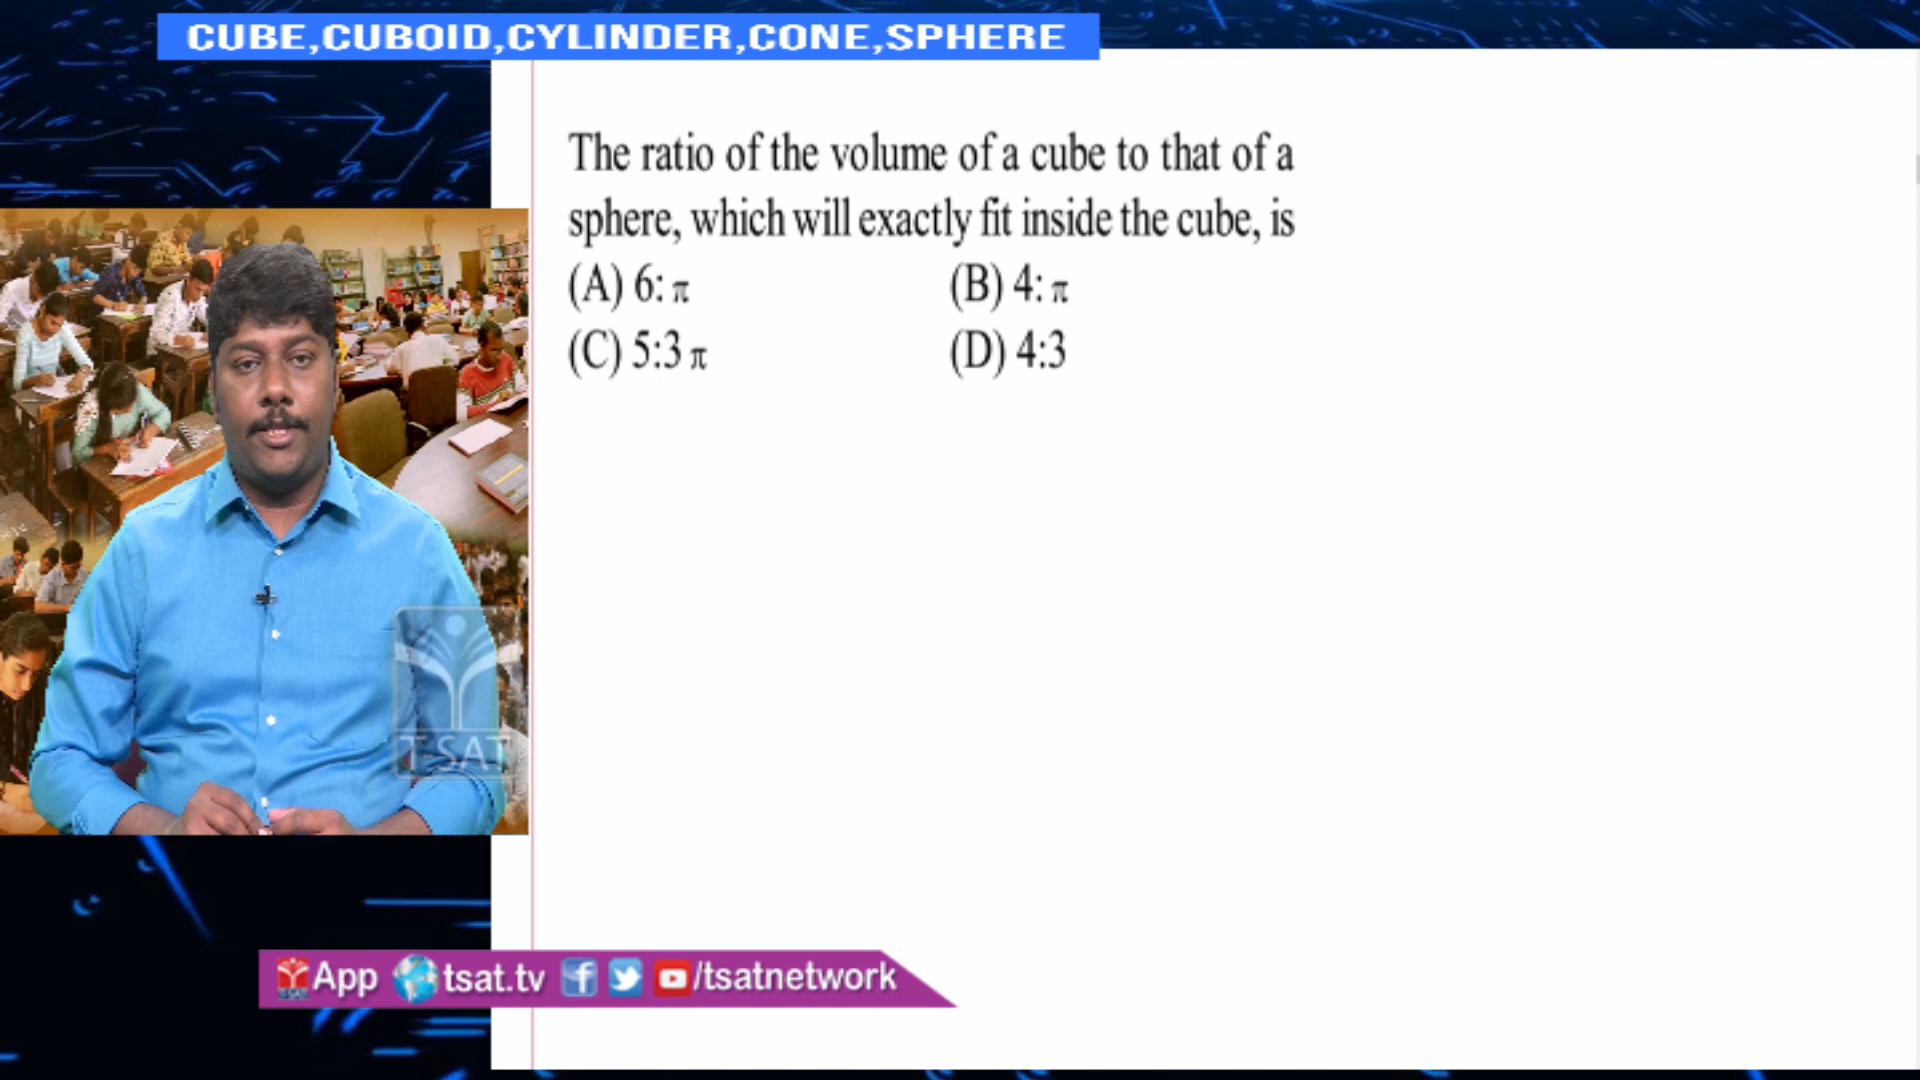 CUBE,CUBOID,CYLINDER,CONE,SPHERE
The ratio of the volume of a cube to that of a
sphere, which will exactly fit inside the cube, is
(A) 6: π (B) 4: π
(C) 5:3 π (D) 4:3
T-SAT
T-SAT App tsat.tv /tsatnetwork